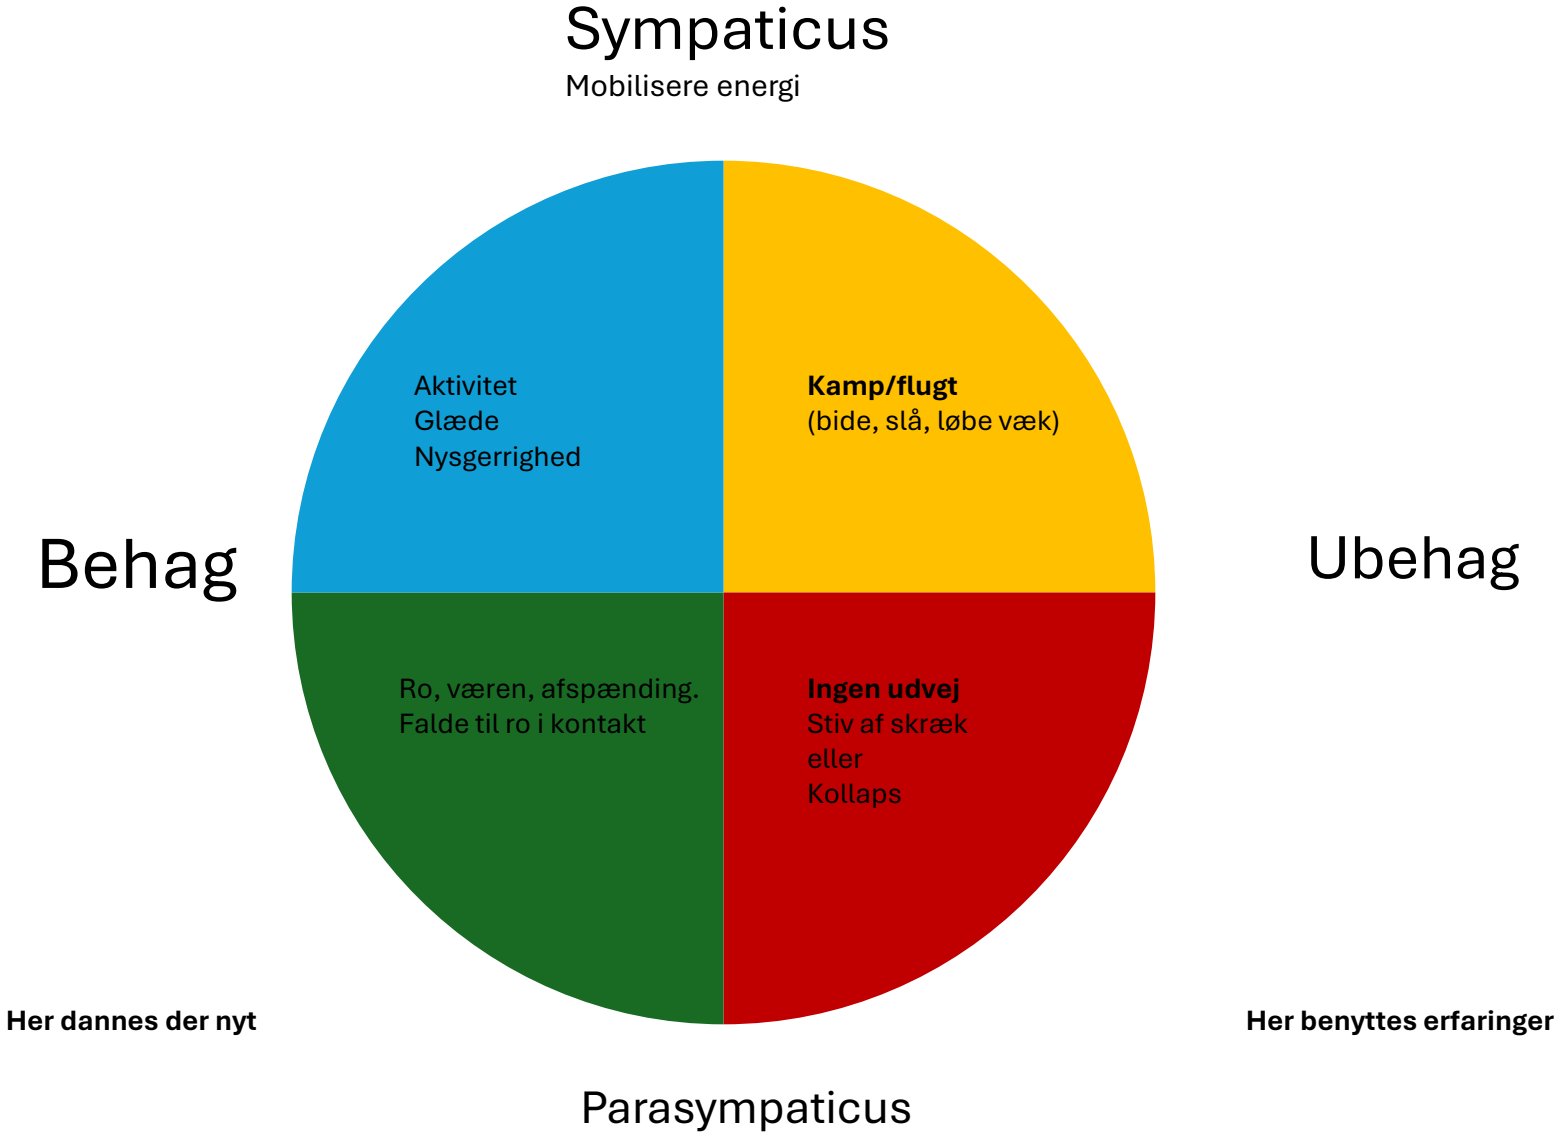 Sympaticus
Mobilisere energi
Aktivitet
Glæde
Nysgerrighed
Kamp/flugt
(bide, slå, løbe væk)
Behag
Ubehag
Ro, væren, afspænding.
Falde til ro i kontakt
Ingen udvej
Stiv af skræk
eller
Kollaps
Her dannes der nyt
Her benyttes erfaringer
Parasympaticus